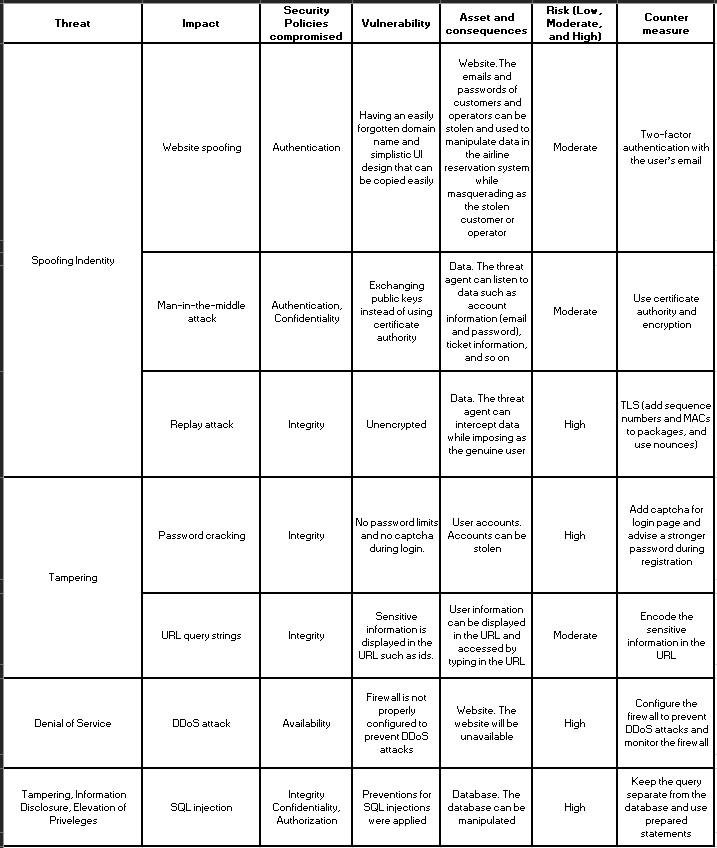 Threat
Impact
Security
Policies
compromised
Vulnerability
Asset and
consequences
Risk (Low,
Moderate,
and High)
Counter
measure
Spoofing Indentity
Website spoofing
Authentication
Having an easily
forgotten domain
name and
simplistic UI
design that can
be copied easily
Website. The
emails and
passwords of
customers and
operators can be
stolen and used to
manipulate data in
the airline
reservation system
while
masquerading as
the stolen
customer or
operator
Moderate
Two-factor
authentication with
the user's email
Man-in-the-middle
attack
Authentication,
Confidentiality
Exchanging
public keys
instead of using
certificate
authority
Data. The threat
agent can listen to
data such as
account
information (email
and password),
ticket information,
and so on
Moderate
Use certificate
authority and
encryption
Replay attack
Integrity
Unencrypted
Data. The threat
agent can
intercept data
while imposing as
the genuine user
High
TLS (add sequence
numbers and MACs
to packages, and
use nounces)
Tampering
Password cracking
Integrity
No password limits
and no captcha
during login.
User accounts.
Accounts can be
stolen
High
Add captcha for
login page and
advise a stronger
password during
registration
URL query strings
Integrity
Sensitive
information is
displayed in the
URL such as ids.
User information
can be displayed
in the URL and
accessed by
typing in the URL
Moderate
Encode the
sensitive
information in the
URL
Denial of Service
DDoS attack
Availability
Firewall is not
properly
configured to
prevent DDoS
attacks
Website. The
website will be
unavailable
High
Configure the
firewall to prevent
DDoS attacks and
monitor the firewall
Tampering, Information
Disclosure, Elevation of
Priveleges
SQL injection
Integrity
Confidentiality,
Authorization
Preventions for
SQL injections
were applied
Database. The
database can be
manipulated
High
Keep the query
separate from the
database and use
prepared
statements